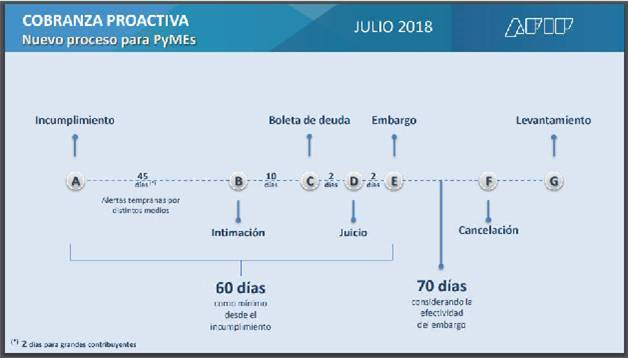 COBRANZA PROACTIVA
Nuevo proceso para PyMEs
JULIO 2018
AFIP
Incumplimiento
Boleta de deuda
Embargo
Levantamiento
A
45
días(*)
B
10
días
C
2
días
D
2
días
E
F
G
Alertas tempranas por
distintos medios
Intimación
Juicio
Cancelación
60 días
como mínimo
desde el
incumplimiento
70 días
considerando la
efectividad
del embargo
(*) 2 días para grandes contribuyentes